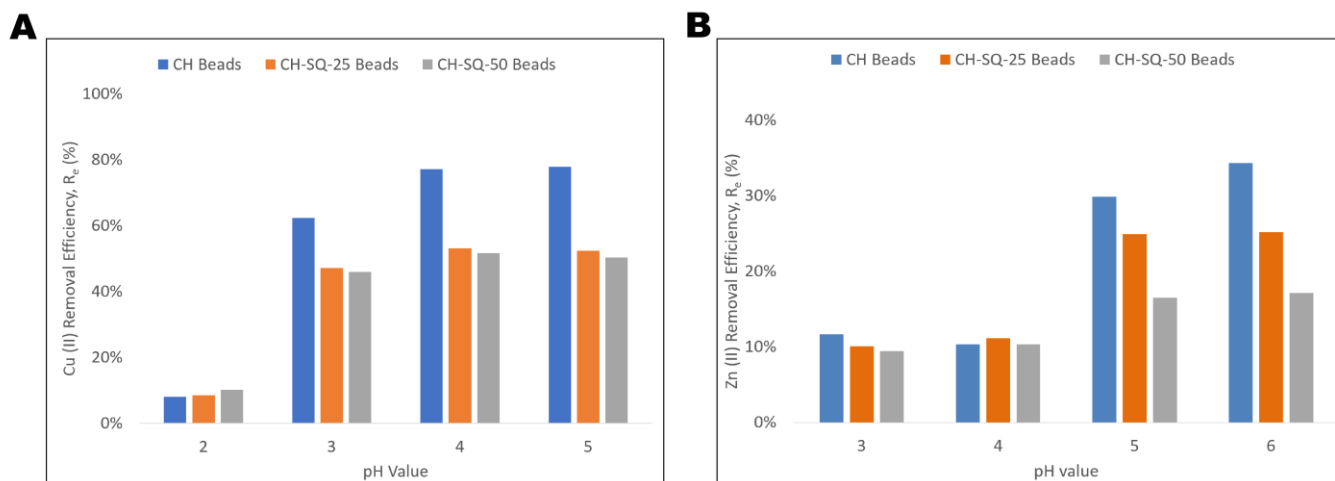 A
CH Beads CH-SQ-25 Beads CH-SQ-50 Beads
Cu (II) Removal Efficiency, Re (%)
100%
80%
60%
40%
20%
0%
2 3 4 5
pH Value
B
CH Beads CH-SQ-25 Beads CH-SQ-50 Beads
Zn (II) Removal Efficiency, Re (%)
40%
30%
20%
10%
0%
3 4 5 6
pH value